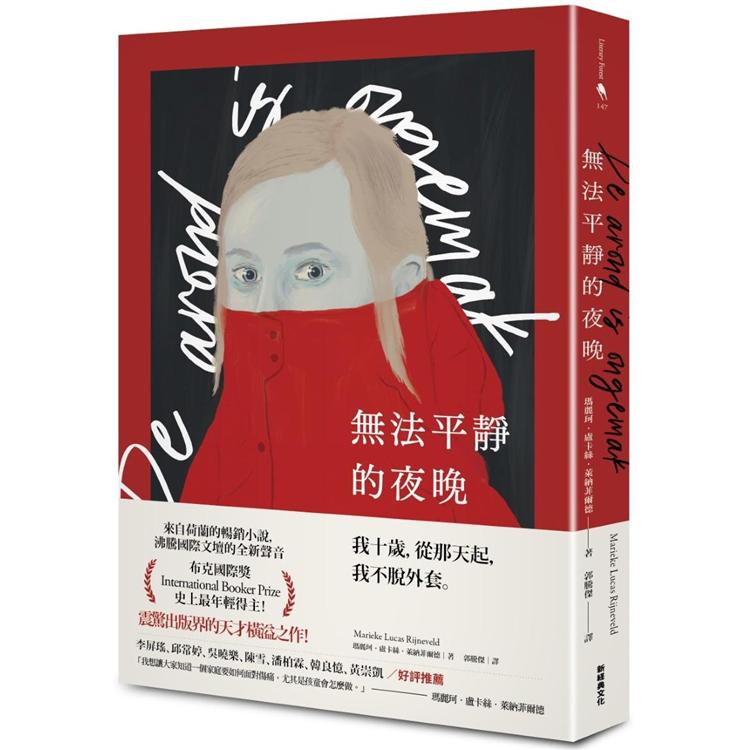 De avond is ongemak
無法平靜
的夜晚
來自荷蘭的暢銷小說,
沸騰國際文壇的全新聲音
布克國際獎
International Booker Prize
史上最年輕得主!
震驚出版界的天才橫溢之作!
李屏瑤、邱常婷、吳曉樂、陳雪、潘柏霖、韓良憶、黃崇凱/好評推薦
「我想讓大家知道一個家庭要如何面對傷痛,尤其是孩童會怎麼做。」——瑪麗珂.盧卡絲.萊納菲爾德
我十歲,從那天起,
我不脫外套。
Marieke Lucas Rijneveld
瑪麗珂.盧卡絲.萊納菲爾德|著 郭騰傑|譯
Literary Forest
147
De avond is ongemak
無法平靜的夜晚
瑪麗珂.盧卡絲.萊納菲爾德——著 郭騰傑——譯
Marieke Lucas Rijneveld
新經典文化